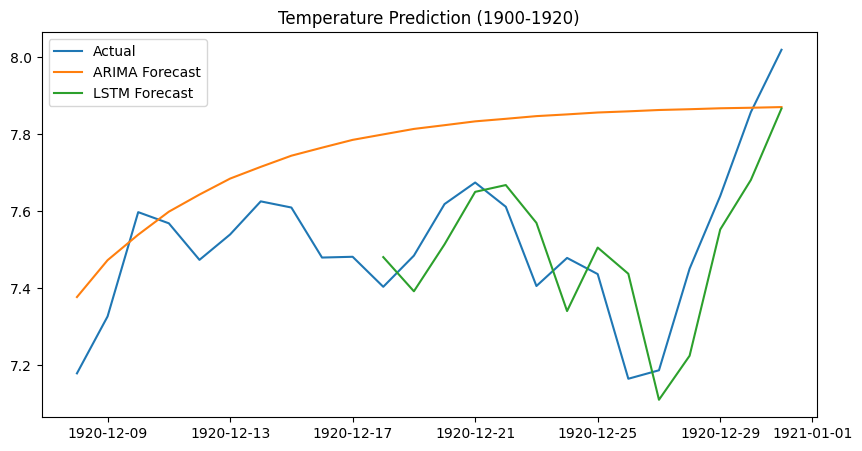 Temperature Prediction (1900-1920)
Actual
ARIMA Forecast
LSTM Forecast
8.0
7.8
7.6
7.4
7.2
1920-12-09 1920-12-13 1920-12-17 1920-12-21 1920-12-25 1920-12-29 1921-01-01